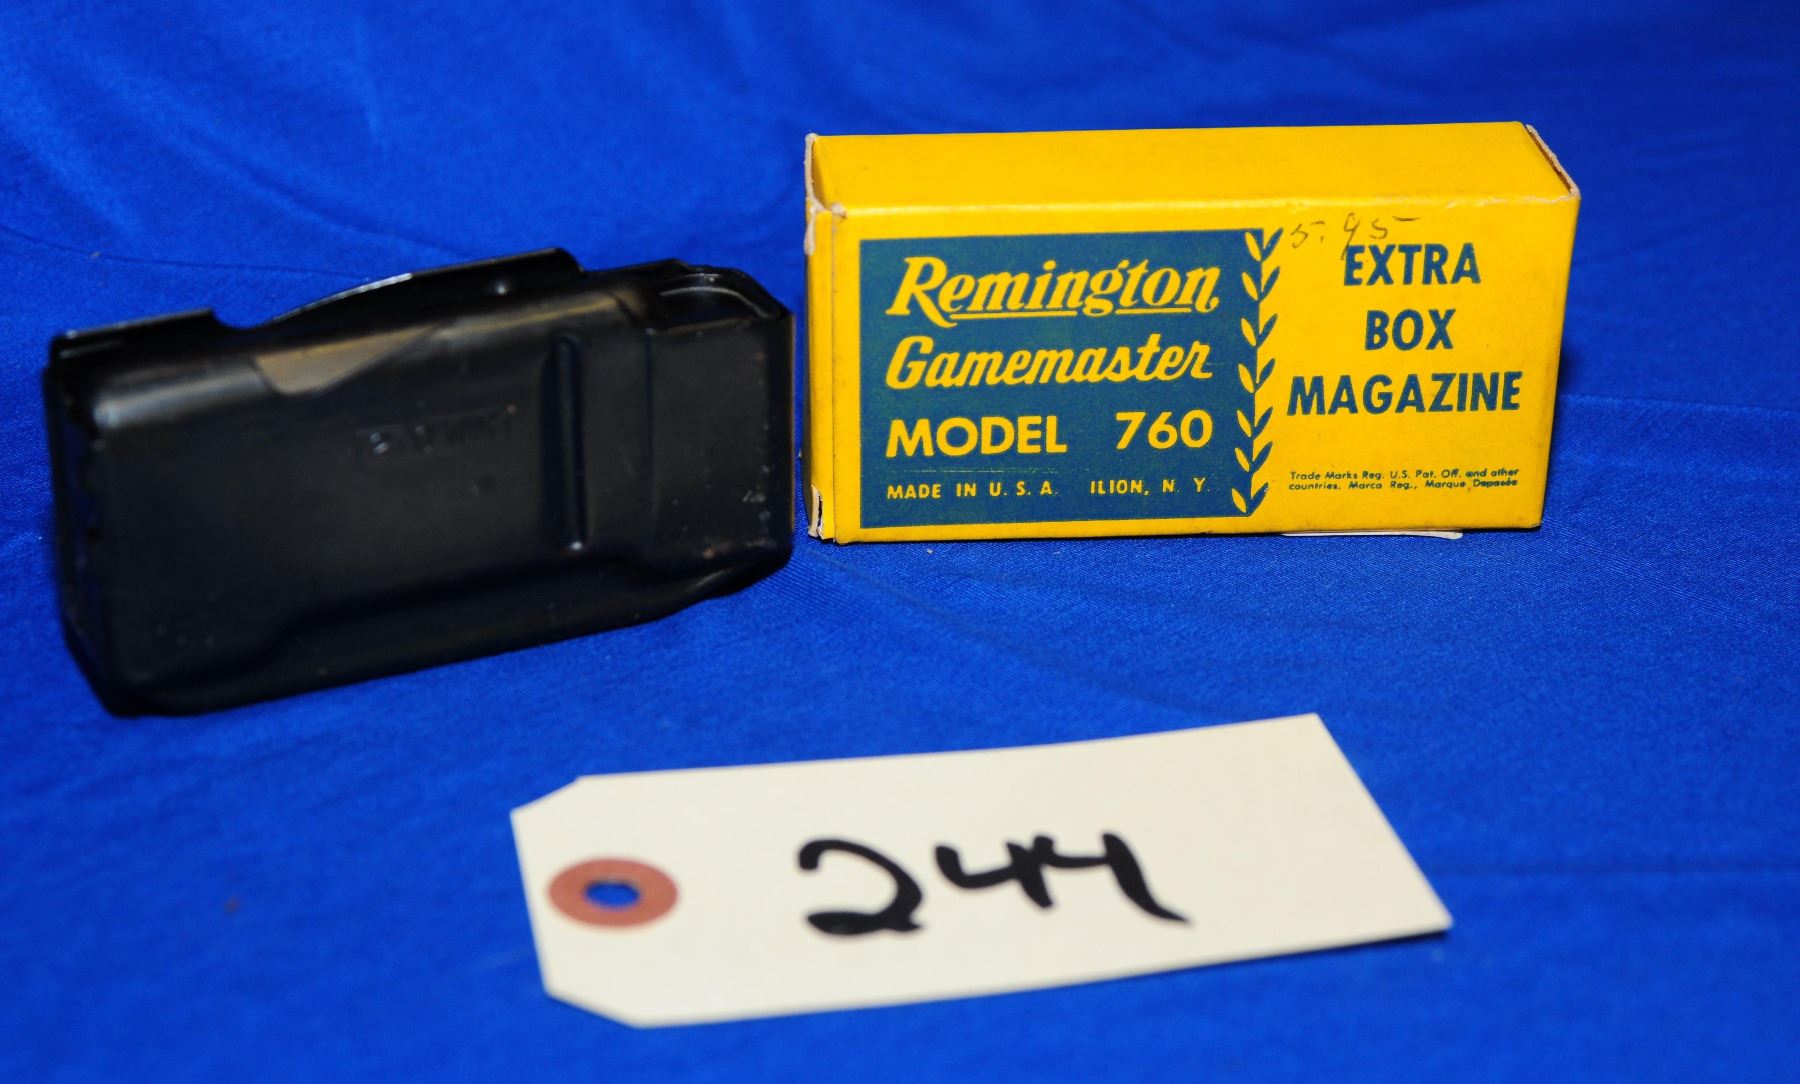 Remington
Gamemaster
MODEL 760
MADE IN U.S.A. ILION, N.Y.
5.95
EXTRA
BOX
MAGAZINE
Trade Marks Reg. U.S. Pat. Off. and other
countries. Marca Reg., Marque Deposée
244